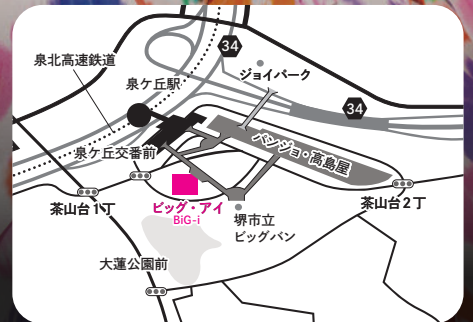 34
泉北高速鉄道
ジョイパーク
泉ケ丘駅
34
パンジョ・高島屋
泉ケ丘交番前
茶山台1丁
ビッグ・アイ
BiG-i
茶山台2丁
堺市立
ビッグバン
大蓮公園前